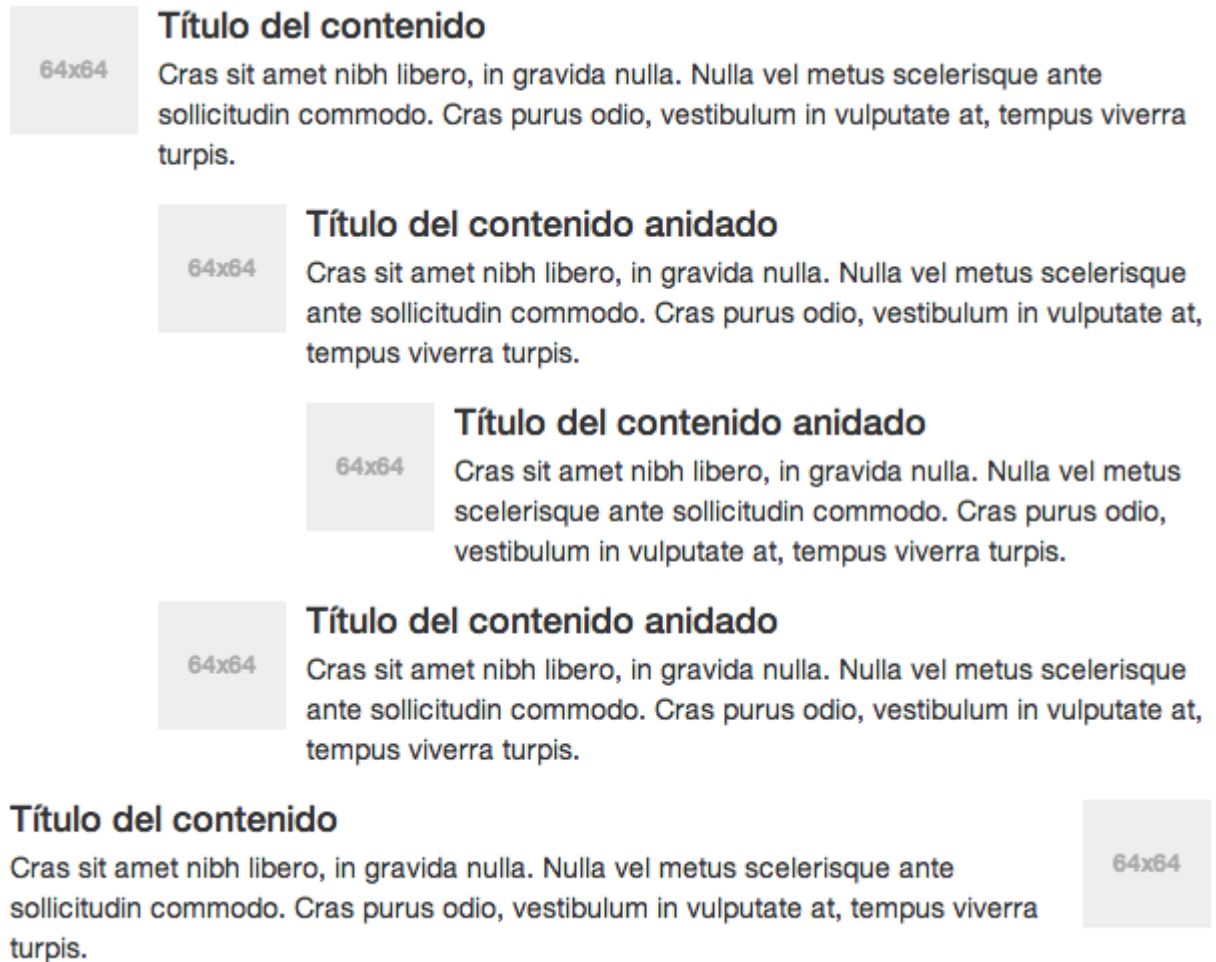 Título del contenido
64x64
Cras sit amet nibh libero, in gravida nulla. Nulla vel metus scelerisque ante
sollicitudin commodo. Cras purus odio, vestibulum in vulputate at, tempus viverra
turpis.
Título del contenido anidado
64x64
Cras sit amet nibh libero, in gravida nulla. Nulla vel metus scelerisque
ante sollicitudin commodo. Cras purus odio, vestibulum in vulputate at,
tempus viverra turpis.
Título del contenido anidado
64x64
Cras sit amet nibh libero, in gravida nulla. Nulla vel metus
scelerisque ante sollicitudin commodo. Cras purus odio,
vestibulum in vulputate at, tempus viverra turpis.
Título del contenido anidado
64x64
Cras sit amet nibh libero, in gravida nulla. Nulla vel metus scelerisque
ante sollicitudin commodo. Cras purus odio, vestibulum in vulputate at,
tempus viverra turpis.
Título del contenido
Cras sit amet nibh libero, in gravida nulla. Nulla vel metus scelerisque ante
64x64
sollicitudin commodo. Cras purus odio, vestibulum in vulputate at, tempus viverra
turpis.